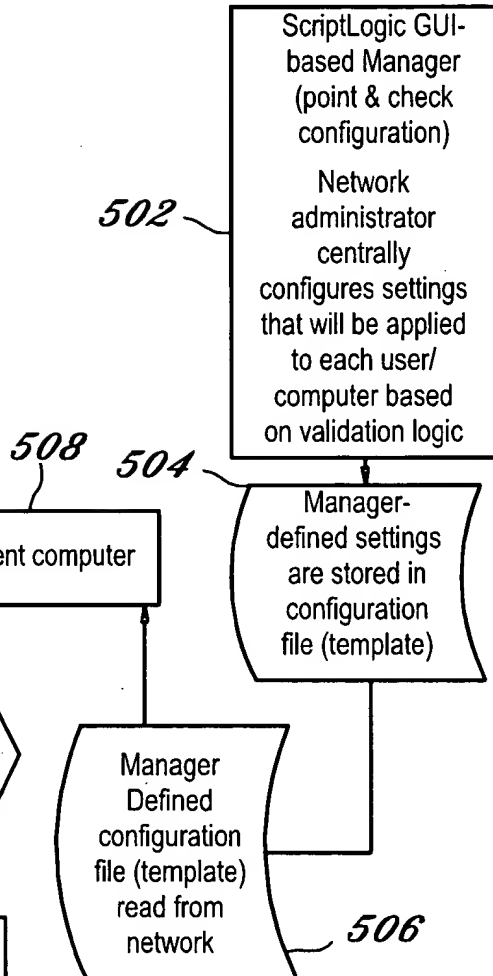 ScriptLogic GUI-
based Manager
(point & check
configuration)
Network
administrator
centrally
configures settings
that will be applied
to each user/
computer based
on validation logic
502
508
504
ent computer
Manager-
defined settings
are stored in
configuration
file (template)
Manager
Defined
configuration
file (template)
read from
network
506